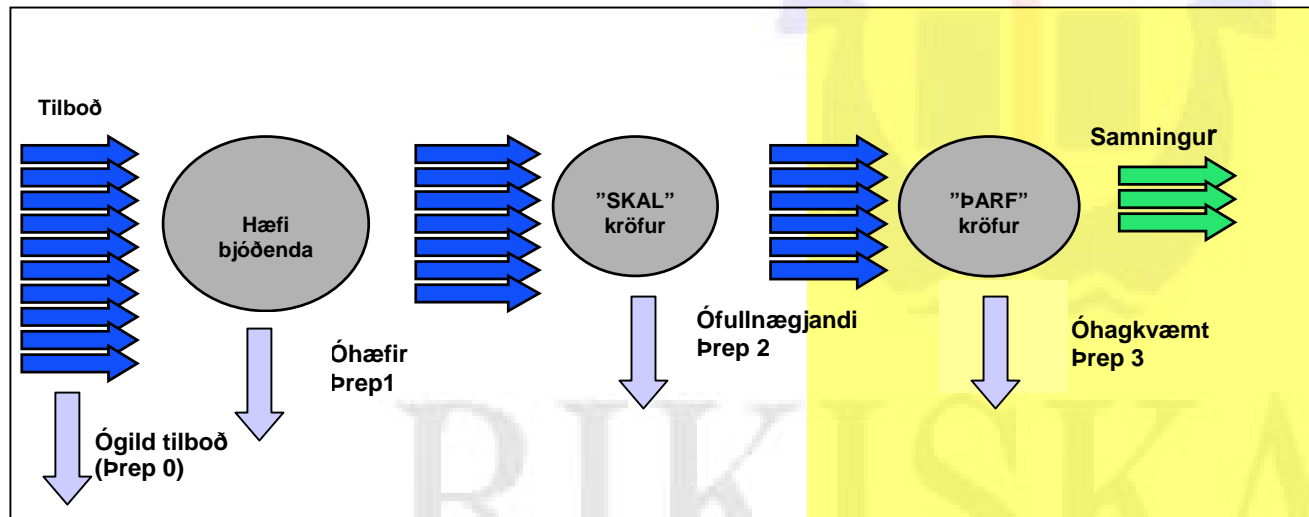 Tilboð
Hæfi
bjóðenda
”SKAL”
kröfur
”ÞARF”
kröfur
Samningur
Ógild tilboð
(Þrep 0)
Óhæfir
Þrep1
Ófullnægjandi
Þrep 2
Óhagkvæmt
Þrep 3
RIKISKA